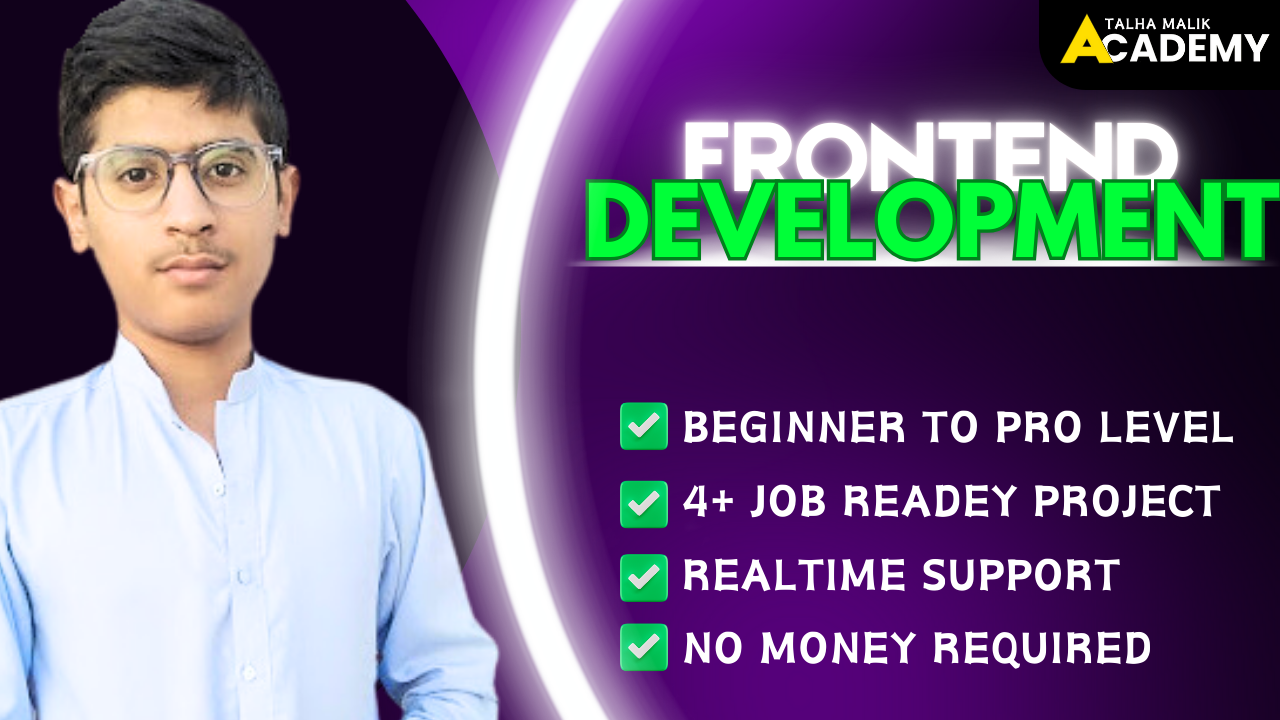 TALHA MALIK
ACADEMY
FRONTEND
DEVELOPMENT
BEGINNER TO PRO LEVEL
4+ JOB READEY PROJECT
REALTIME SUPPORT
NO MONEY REQUIRED